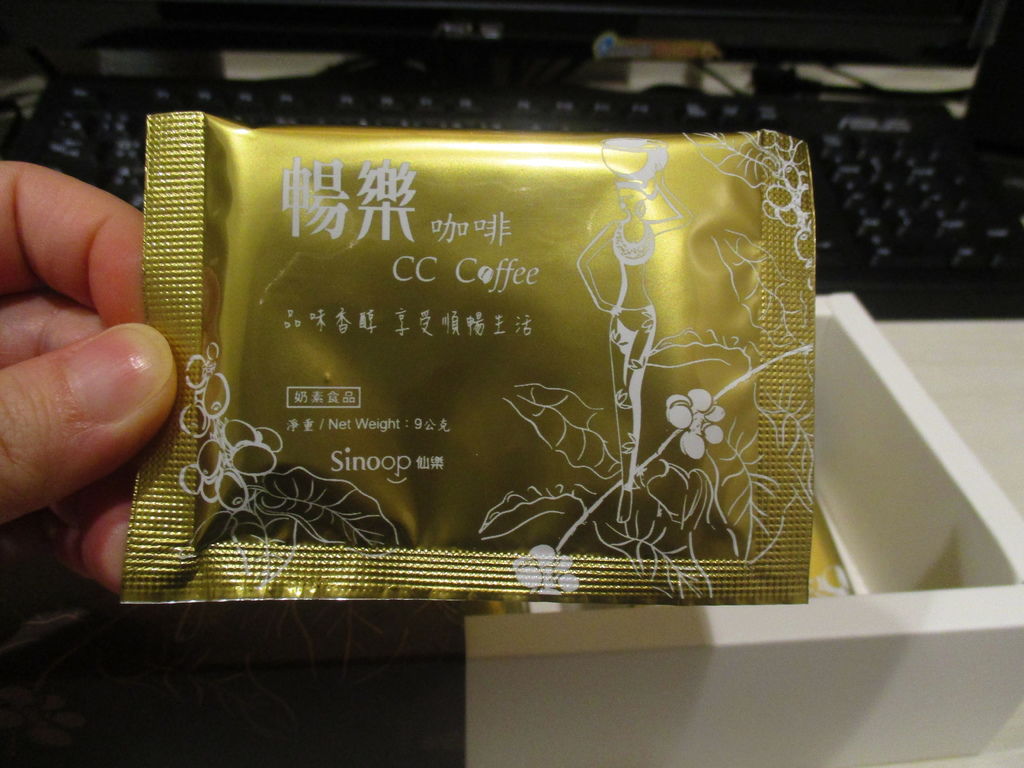 暢樂 咖啡
CC Coffee
品味香醇 享受順暢生活
奶素食品
淨重 / Net Weight：9公克
Sinoop 仙樂